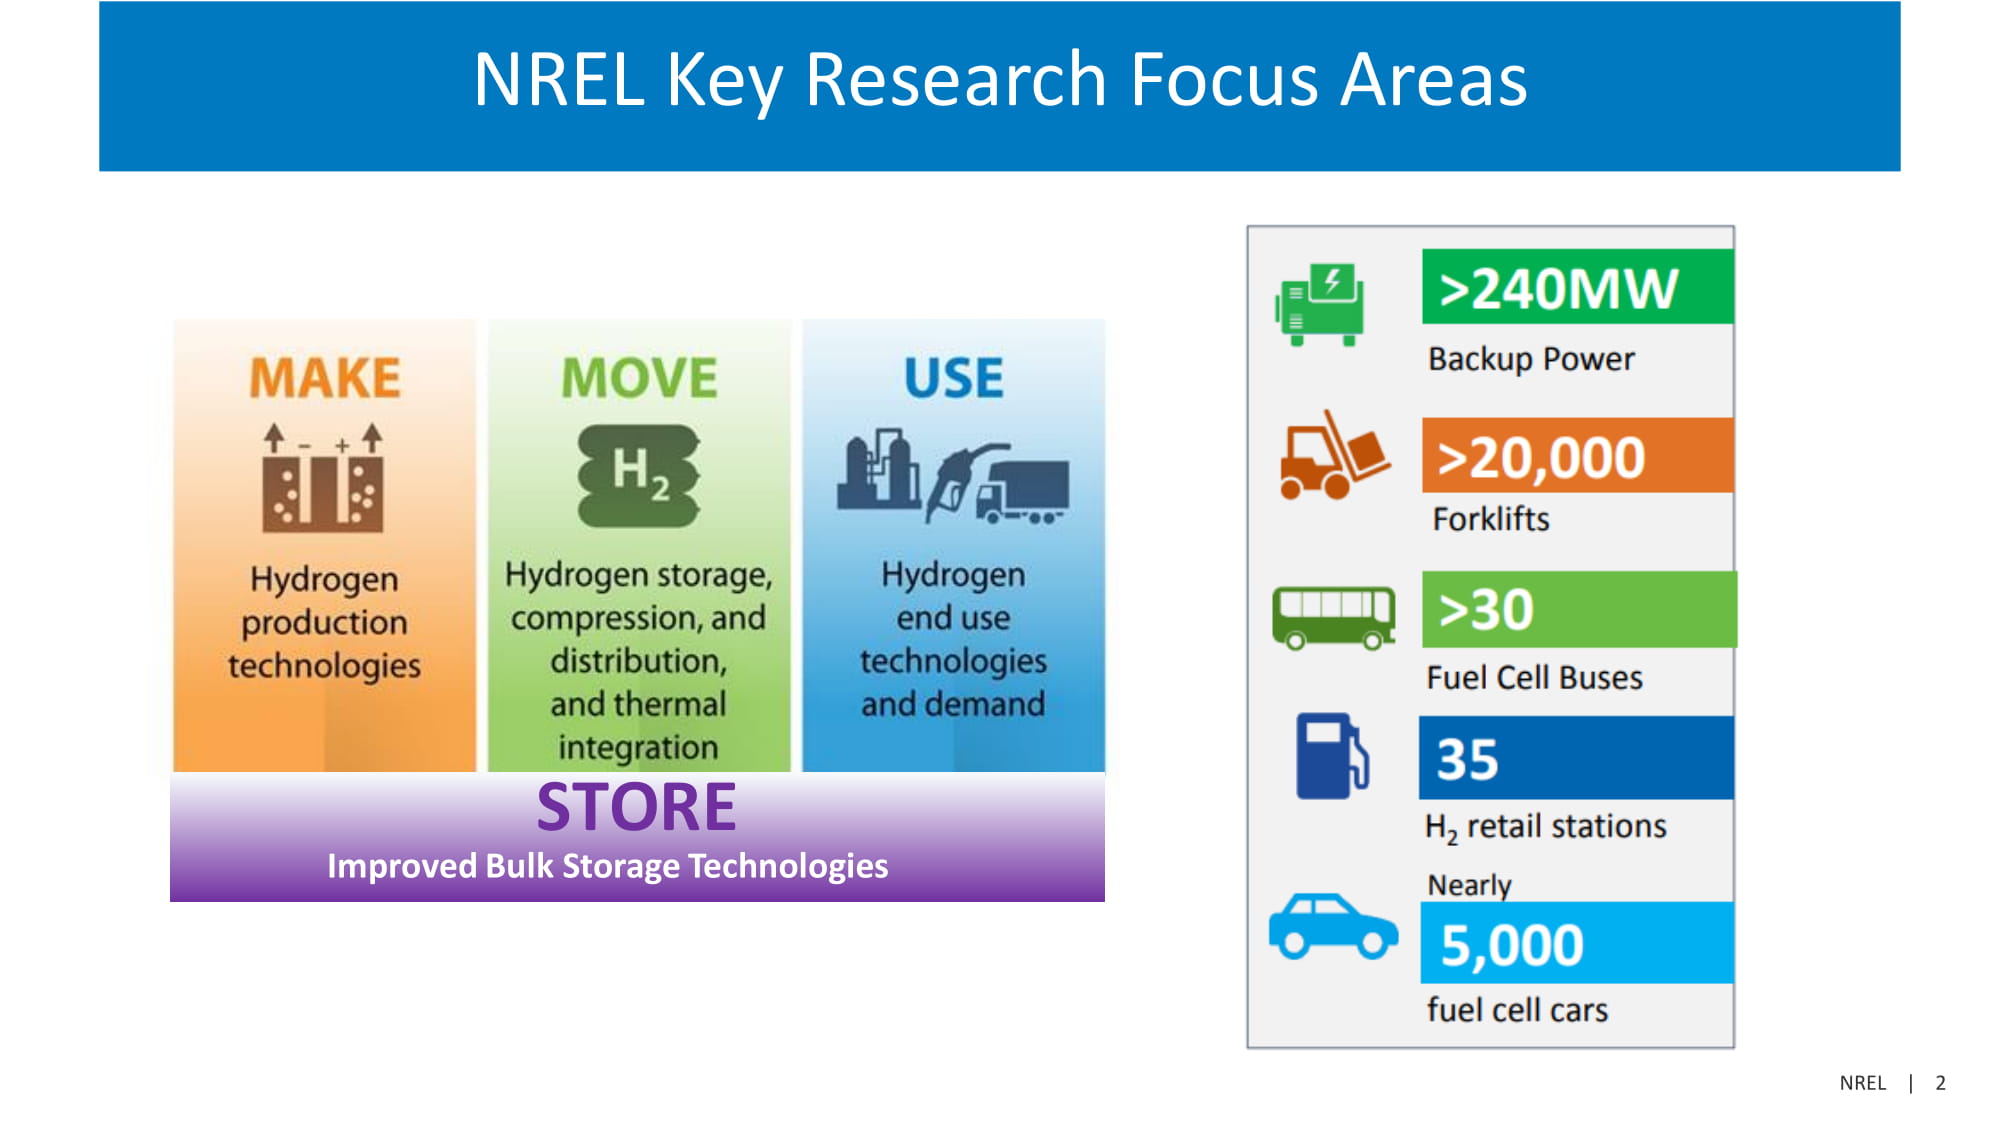 NREL Key Research Focus Areas
MAKE
- +
Hydrogen
production
technologies
MOVE
H₂
Hydrogen storage,
compression, and
distribution,
and thermal
integration
USE
Hydrogen
end use
technologies
and demand
STORE
Improved Bulk Storage Technologies
>240MW
Backup Power
>20,000
Forklifts
>30
Fuel Cell Buses
35
H₂ retail stations
Nearly
5,000
fuel cell cars
NREL | 2